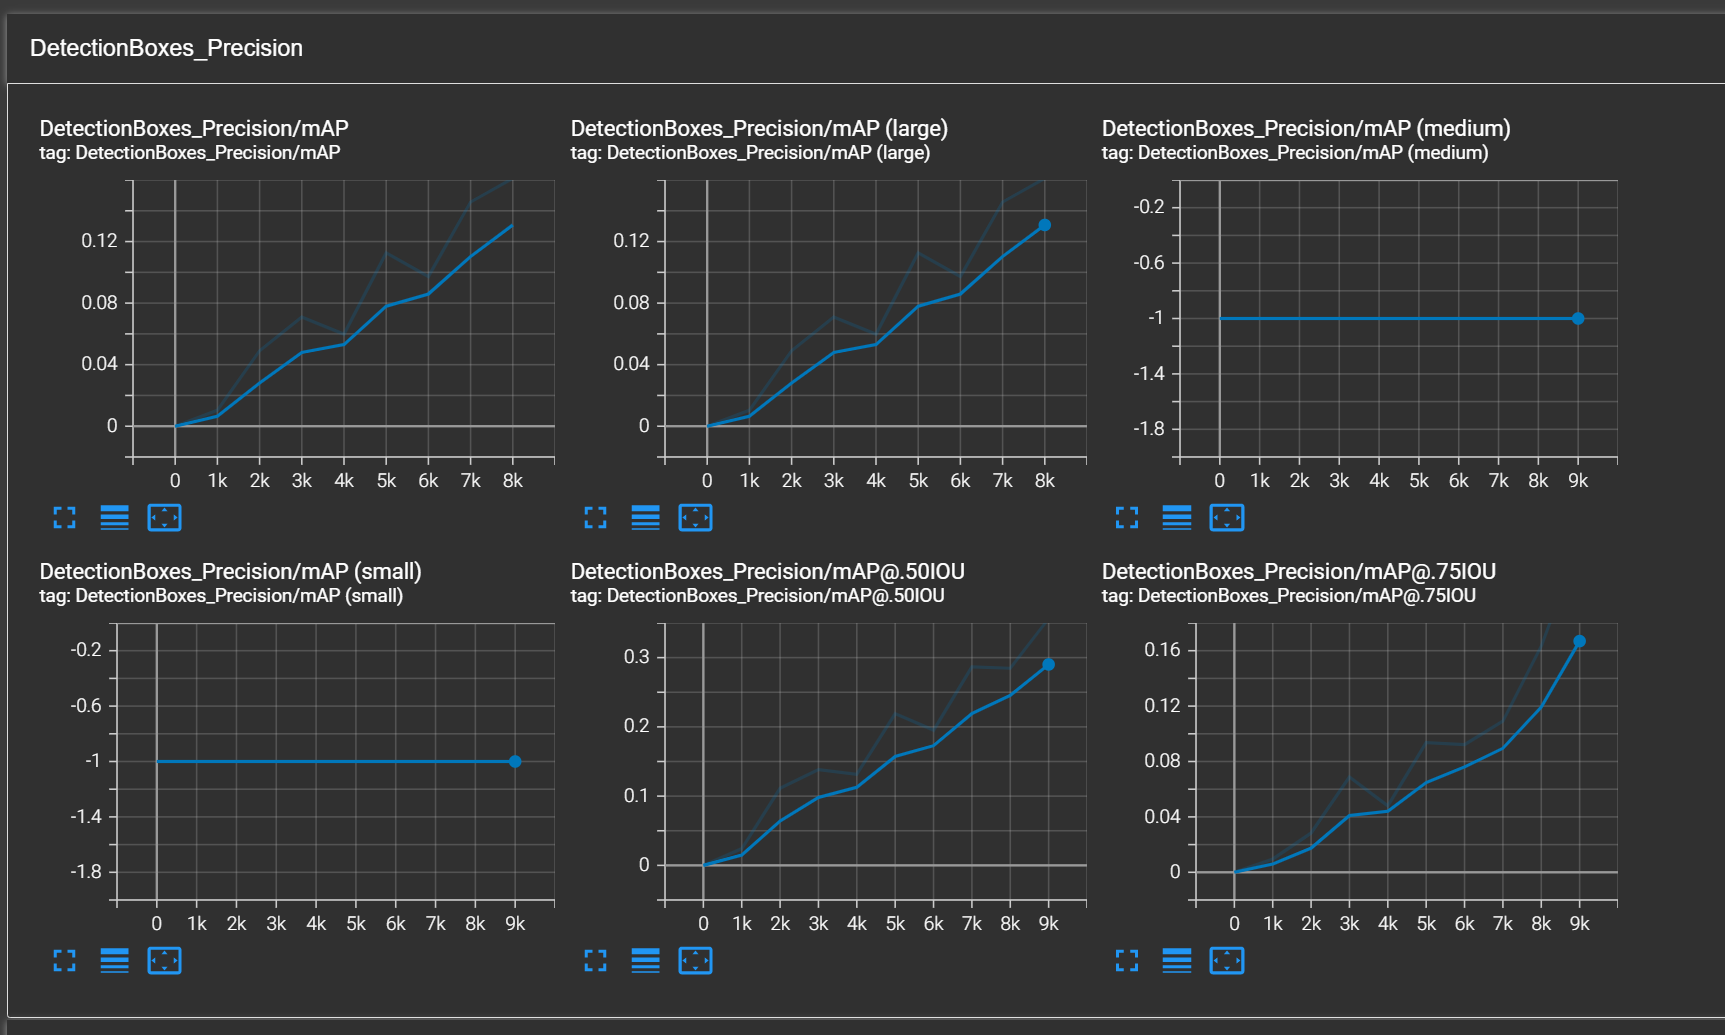 DetectionBoxes_Precision
DetectionBoxes_Precision/mAP
tag: DetectionBoxes_Precision/mAP
0.12
0.08
0.04
0
0 1k 2k 3k 4k 5k 6k 7k 8k
DetectionBoxes_Precision/mAP (large)
tag: DetectionBoxes_Precision/mAP (large)
0.12
0.08
0.04
0
0 1k 2k 3k 4k 5k 6k 7k 8k
DetectionBoxes_Precision/mAP (medium)
tag: DetectionBoxes_Precision/mAP (medium)
-0.2
-0.6
-1
-1.4
-1.8
0 1k 2k 3k 4k 5k 6k 7k 8k 9k
DetectionBoxes_Precision/mAP (small)
tag: DetectionBoxes_Precision/mAP (small)
-0.2
-0.6
-1
-1.4
-1.8
0 1k 2k 3k 4k 5k 6k 7k 8k 9k
DetectionBoxes_Precision/mAP@.50IOU
tag: DetectionBoxes_Precision/mAP@.50IOU
0.3
0.2
0.1
0
0 1k 2k 3k 4k 5k 6k 7k 8k 9k
DetectionBoxes_Precision/mAP@.75IOU
tag: DetectionBoxes_Precision/mAP@.75IOU
0.16
0.12
0.08
0.04
0
0 1k 2k 3k 4k 5k 6k 7k 8k 9k